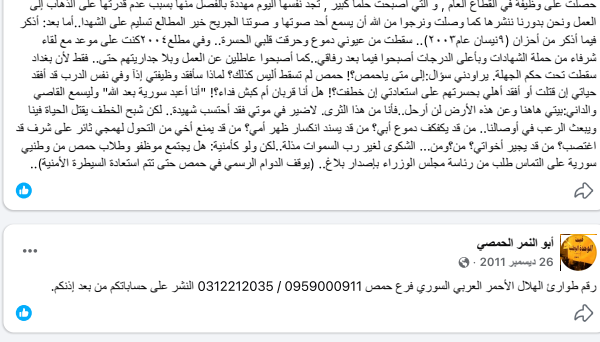 حصلت على وظيفة في القطاع العام , و التي أصبحت حلما كبير , تجد نفسها اليوم مهددة بالفصل منها بسبب عدم قدرتها على الذهاب إلى
العمل ونحن بدورنا ننشرها كما وصلت ونرجوا من الله أن يسمع أحد صوتها و صوتنا الجريح خير المطالع تسليم على الشهدا..أما بعد: أذكر
فيما أذكر من أحزان (٩نيسان عام٢٠٠٣).. سقطت من عيوني دموع وحرقت قلبي الحسرة.. وفي مطلع٢٠٠٤كنت على موعد مع لقاء
شرفاء من حملة الشهادات وبأعلى الدرجات أصبحوا فيما بعد رفاقي..كما أصبحوا عاطلين عن العمل وبلا جداريتهم حتى.. فقط لأن بغداد
سقطت تحت حكم الجهلة. يراودني سؤال:إلى متى ياحمص؟! حمص لم تسقط أليس كذلك؟ لماذا سأفقد وظيفتي إذاً وفي نفس الدرب قد أفقد
حياتي إن قتلت أو أفقد أهلي بحسرتهم على استعادتي إن خطفت؟! هل أنا قربان أم كبش فداء؟! "أنا أعبد سورية بعد الله" وليسمع القاصي
والداني:بيتي هاهنا وعن هذه الأرض لن أرحل..فأنا من هذا الثرى. لاضير في موتي فقد أحتسب شهيدة.. لكن شبح الخطف يقتل الحياة فينا
ويبعث الرعب في أوصالنا.. من قد يكفكف دموع أبي؟ من قد يسند انكسار ظهر أمي؟ من قد يمنع أخي من التحول لهمجي ثائر على شرف قد
اغتصب؟ من قد يجير أخواتي؟ من؟ومن... الشكوى لغير رب السموات مذلة..لكن ولو كأمنية: هل يجتمع موظفو وطلاب حمص من وطنيي
سورية على التماس طلب من رئاسة مجلس الوزراء بإصدار بلاغ.. (يوقف الدوام الرسمي في حمص حتى تتم استعادة السيطرة الأمنية)..
أبو النمر الحمصي
26 ديسمبر 2011
رقم طوارئ الهلال الأحمر العربي السوري فرع حمص 0959000911 / 0312212035 النشر على حساباتكم من بعد إذنكم.